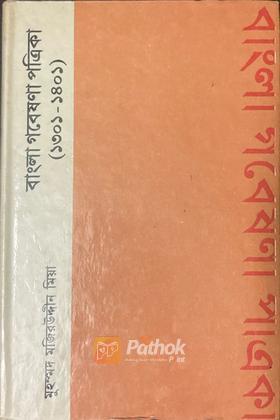 বাংলা গবেষণা পত্রিকা
(১৩০১-১৪০১)
মুহম্মদ মজিরউদ্দীন মিয়া
বাংলা গবেষণা পত্রিকা
Pathok